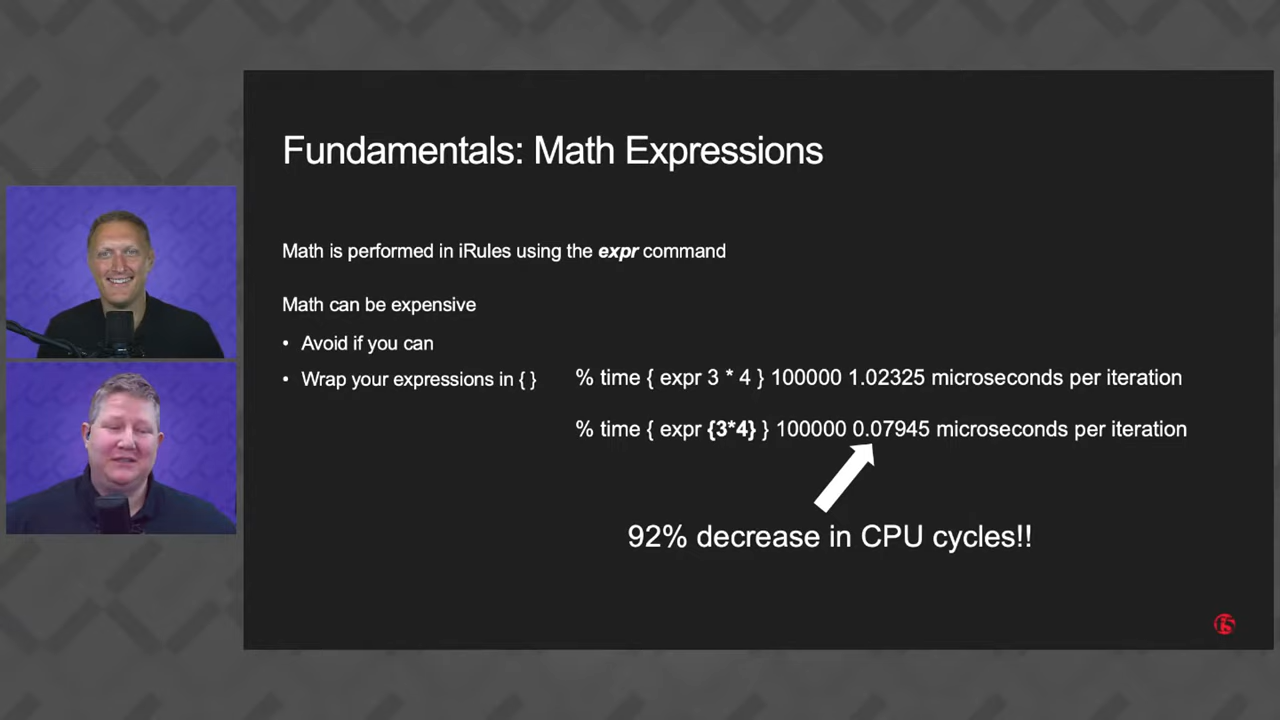 Fundamentals: Math Expressions
Math is performed in iRules using the expr command
Math can be expensive
• Avoid if you can
• Wrap your expressions in { }
% time { expr 3 * 4 } 100000 1.02325 microseconds per iteration
% time { expr {3*4} } 100000 0.07945 microseconds per iteration
92% decrease in CPU cycles!!
f5